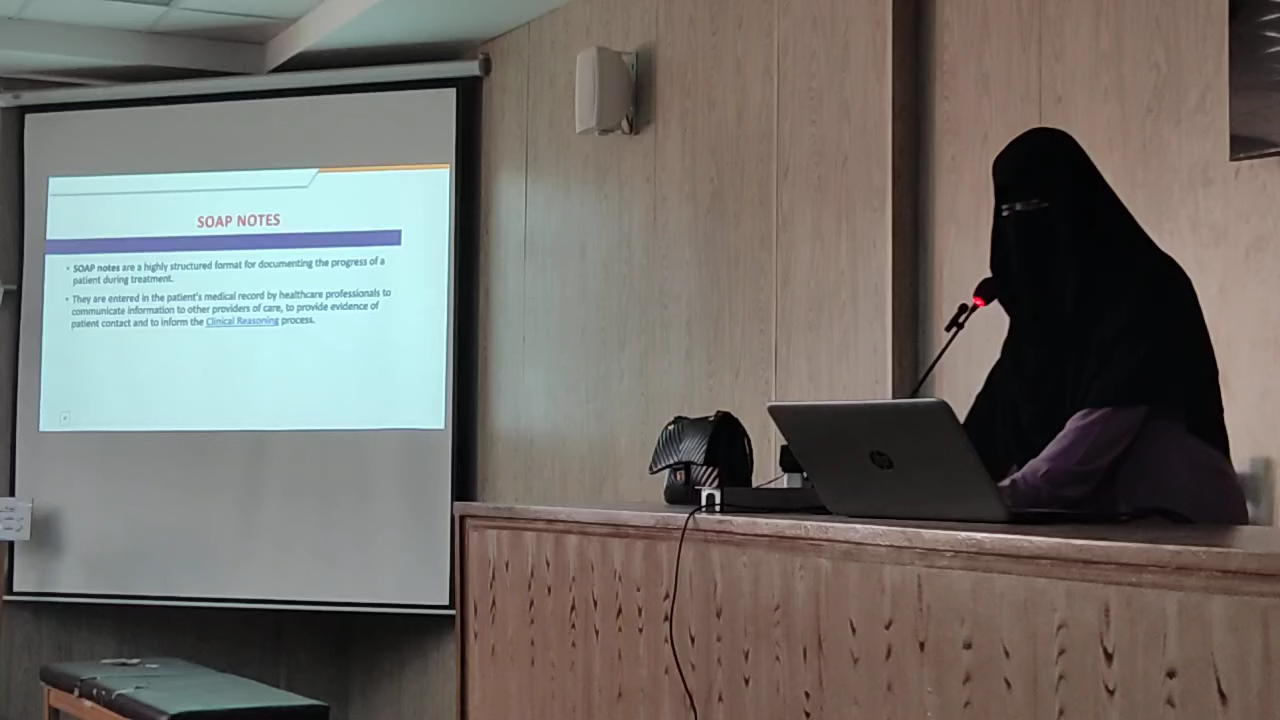 SOAP NOTES
• SOAP notes are a highly structured format for documenting the progress of a
patient during treatment.
• They are entered in the patient's medical record by healthcare professionals to
communicate information to other providers of care, to provide evidence of
patient contact and to inform the Clinical Reasoning process.
hp